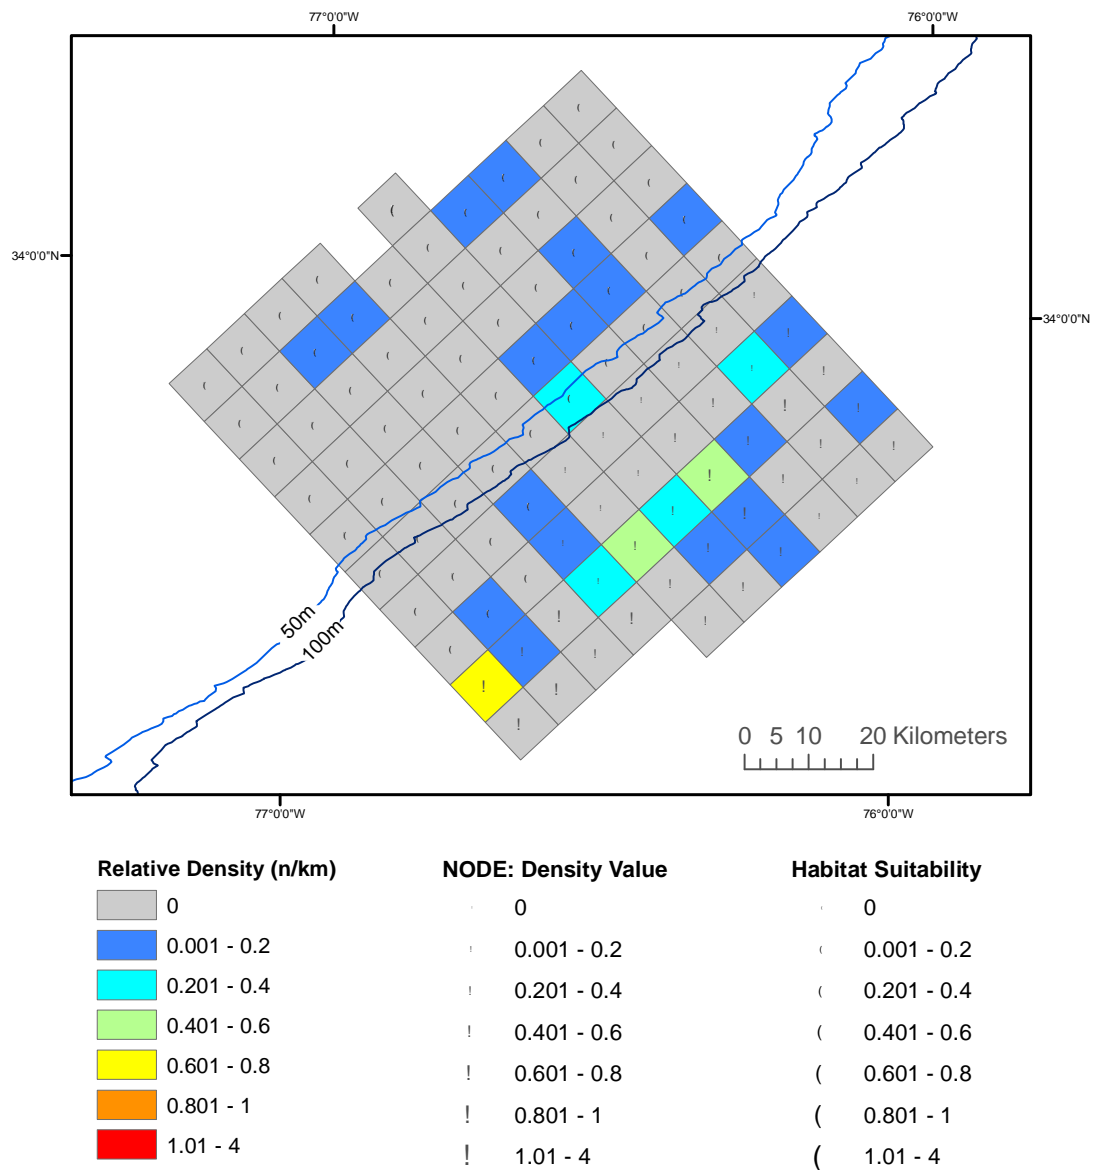 77°0'0"W 76°0'0"W
34°0'0"N
34°0'0"N
50m
100m
0 5 10 20 Kilometers
77°0'0"W 76°0'0"W
Relative Density (n/km)
0
0.001 - 0.2
0.201 - 0.4
0.401 - 0.6
0.601 - 0.8
0.801 - 1
1.01 - 4
NODE: Density Value
0
! 0.001 - 0.2
! 0.201 - 0.4
! 0.401 - 0.6
! 0.601 - 0.8
! 0.801 - 1
! 1.01 - 4
Habitat Suitability
( 0
( 0.001 - 0.2
( 0.201 - 0.4
( 0.401 - 0.6
( 0.601 - 0.8
( 0.801 - 1
( 1.01 - 4